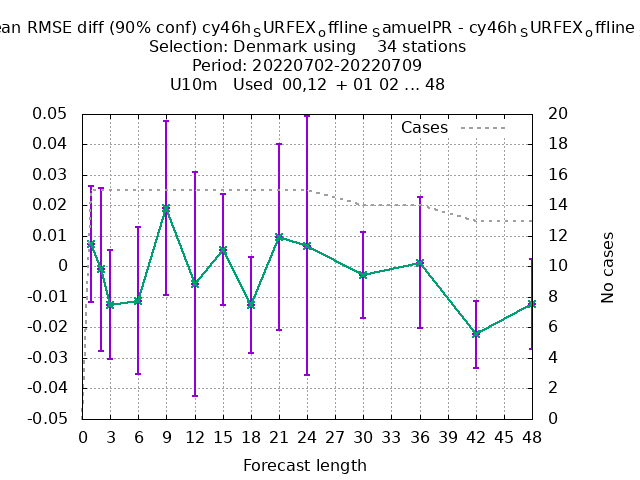 ean RMSE diff (90% conf) cy46hSURFEXoffline SamuelPR - cy46hSURFEXoffline
Selection: Denmark using 34 stations
Period: 20220702-20220709
U10m Used 00,12 + 01 02 ... 48
Cases
0.05
0.04
0.03
0.02
0.01
0
-0.01
-0.02
-0.03
-0.04
-0.05
20
18
16
14
12
10
8
6
4
2
0
No cases
0 3 6 9 12 15 18 21 24 27 30 33 36 39 42 45 48
Forecast length